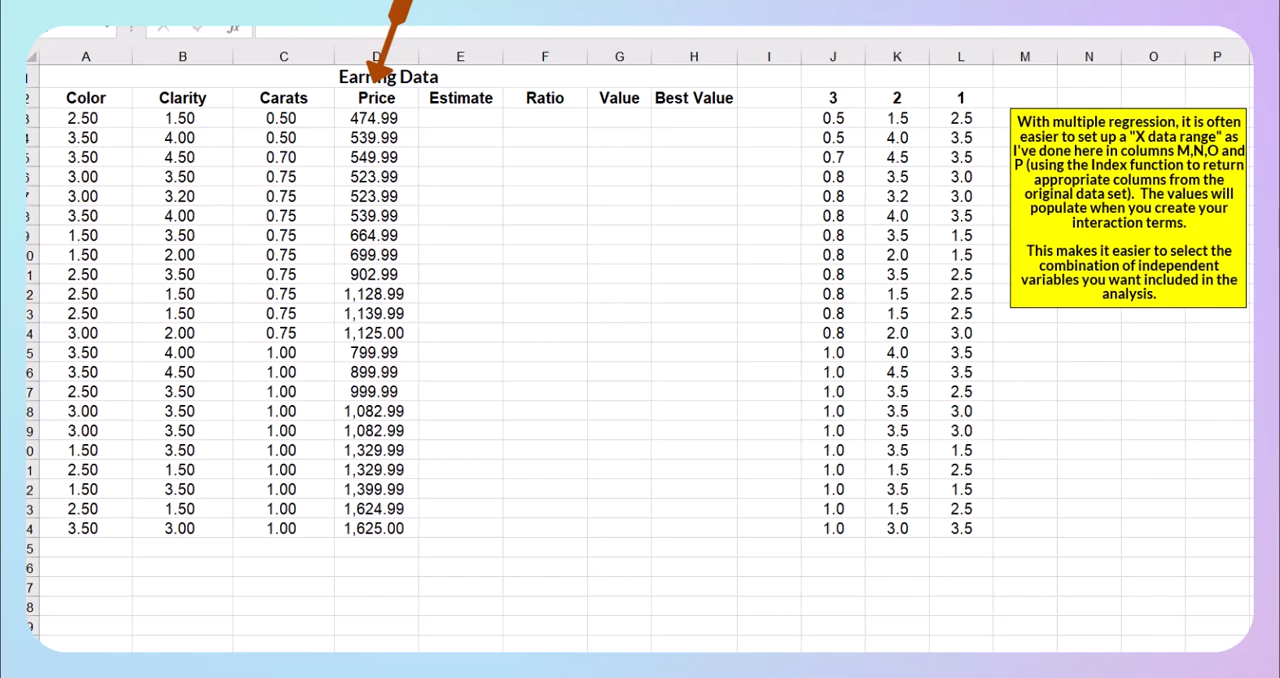 A B C D E F G H I J K L M N O P
Earring Data
Color Clarity Carats Price Estimate Ratio Value Best Value 3 2 1
2.50 1.50 0.50 474.99 0.5 1.5 2.5
3.50 4.00 0.50 539.99 0.5 4.0 3.5
3.50 4.50 0.70 549.99 0.7 4.5 3.5
3.00 3.50 0.75 523.99 0.8 3.5 3.0
3.00 3.20 0.75 523.99 0.8 3.2 3.0
3.50 4.00 0.75 539.99 0.8 4.0 3.5
1.50 3.50 0.75 664.99 0.8 3.5 1.5
1.50 2.00 0.75 699.99 0.8 2.0 1.5
2.50 3.50 0.75 902.99 0.8 3.5 2.5
2.50 1.50 0.75 1,128.99 0.8 1.5 2.5
2.50 1.50 0.75 1,139.99 0.8 1.5 2.5
3.00 2.00 0.75 1,125.00 0.8 2.0 3.0
3.50 4.00 1.00 799.99 1.0 4.0 3.5
3.50 4.50 1.00 899.99 1.0 4.5 3.5
2.50 3.50 1.00 999.99 1.0 3.5 2.5
3.00 3.50 1.00 1,082.99 1.0 3.5 3.0
3.00 3.50 1.00 1,082.99 1.0 3.5 3.0
1.50 3.50 1.00 1,329.99 1.0 3.5 1.5
2.50 1.50 1.00 1,329.99 1.0 1.5 2.5
1.50 3.50 1.00 1,399.99 1.0 3.5 1.5
2.50 1.50 1.00 1,624.99 1.0 1.5 2.5
3.50 3.00 1.00 1,625.00 1.0 3.0 3.5
With multiple regression, it is often
easier to set up a "X data range" as
I've done here in columns M,N,O and
P (using the Index function to return
appropriate columns from the
original data set). The values will
populate when you create your
interaction terms.
This makes it easier to select the
combination of independent
variables you want included in the
analysis.